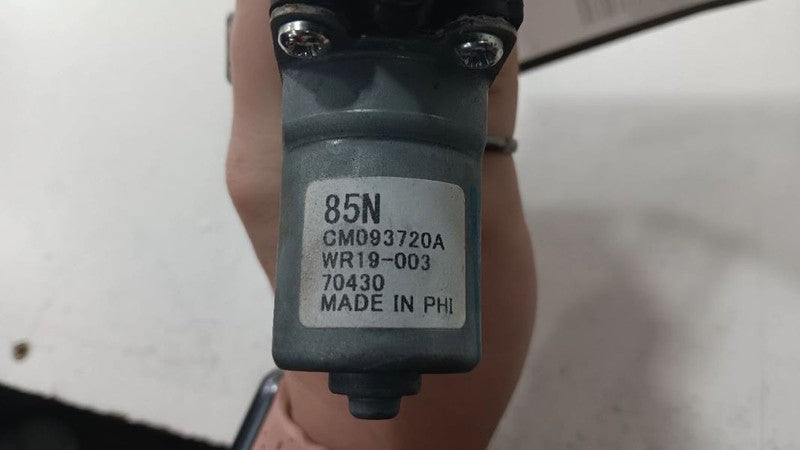 85N
CM093720A
WR19-003
70430
MADE IN PHI